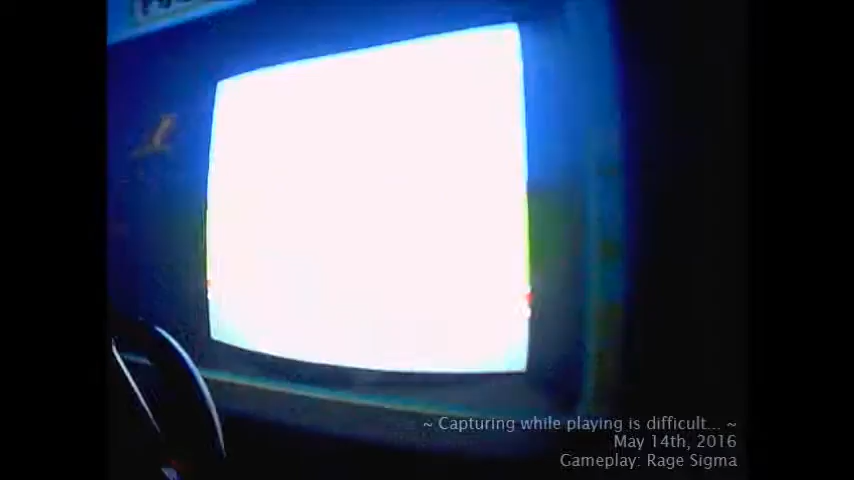 ~ Capturing while playing is difficult... ~
May 14th, 2016
Gameplay: Rage Sigma